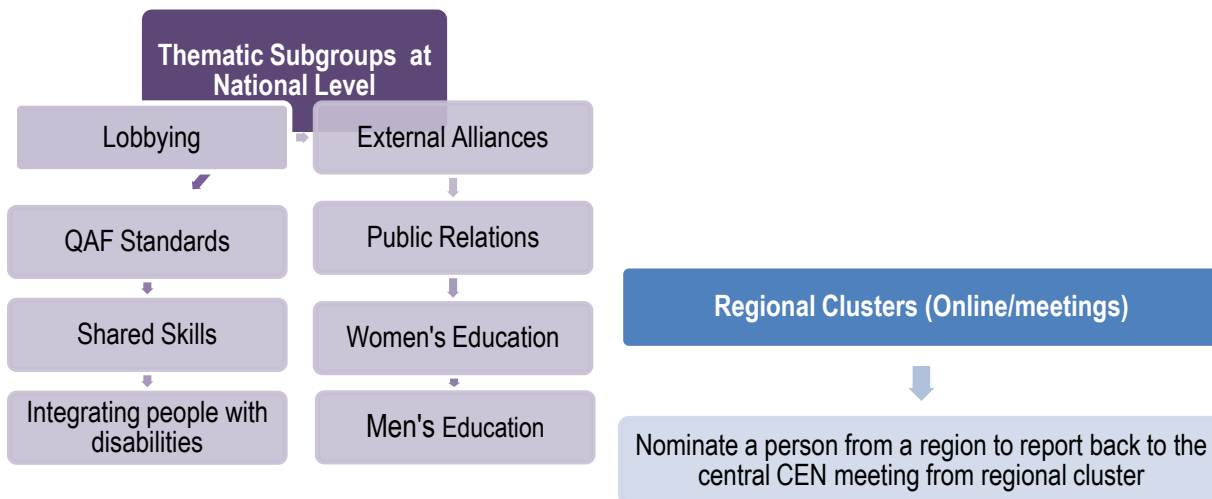 Thematic Subgroups at
National Level
Lobbying
QAF Standards
Shared Skills
Integrating people with
disabilities
External Alliances
Public Relations
Women's Education
Men's Education
Regional Clusters (Online/meetings)
Nominate a person from a region to report back to the
central CEN meeting from regional cluster